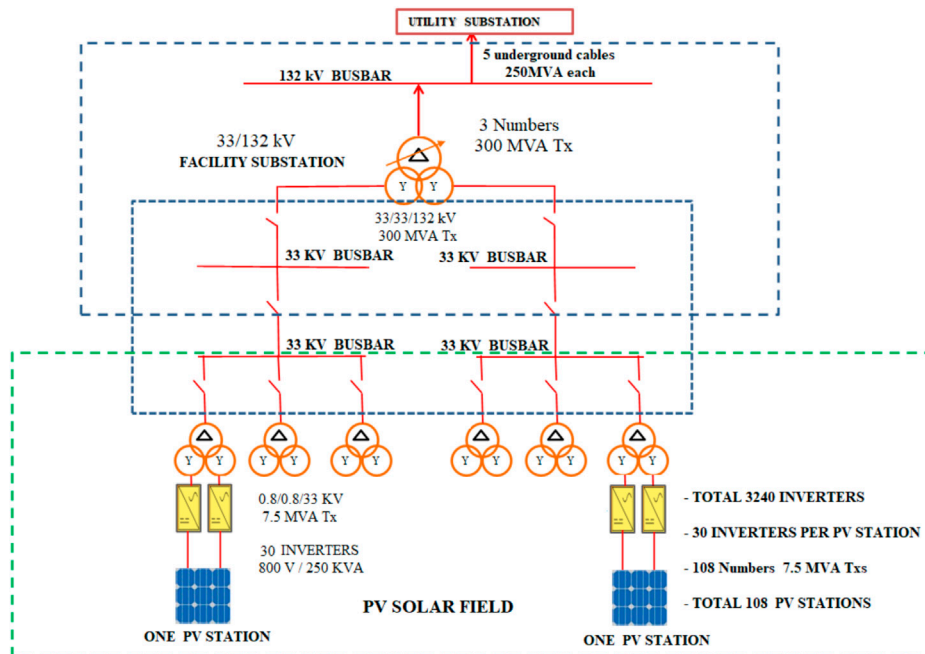 UTILITY SUBSTATION
5 underground cables
250MVA each
132 kV BUSBAR
3 Numbers
300 MVA Tx
33/132 kV
FACILITY SUBSTATION
Y Y
33/33/132 kV
300 MVA Tx
33 KV BUSBAR
33 KV BUSBAR
33 KV BUSBAR
33 KV BUSBAR
Y Y
Y Y
Y Y
Y Y
Y Y
Y Y
0.8/0.8/33 KV
7.5 MVA Tx
30 INVERTERS
800 V / 250 KVA
- TOTAL 3240 INVERTERS
- 30 INVERTERS PER PV STATION
- 108 Numbers 7.5 MVA Txs
- TOTAL 108 PV STATIONS
PV SOLAR FIELD
ONE PV STATION
ONE PV STATION